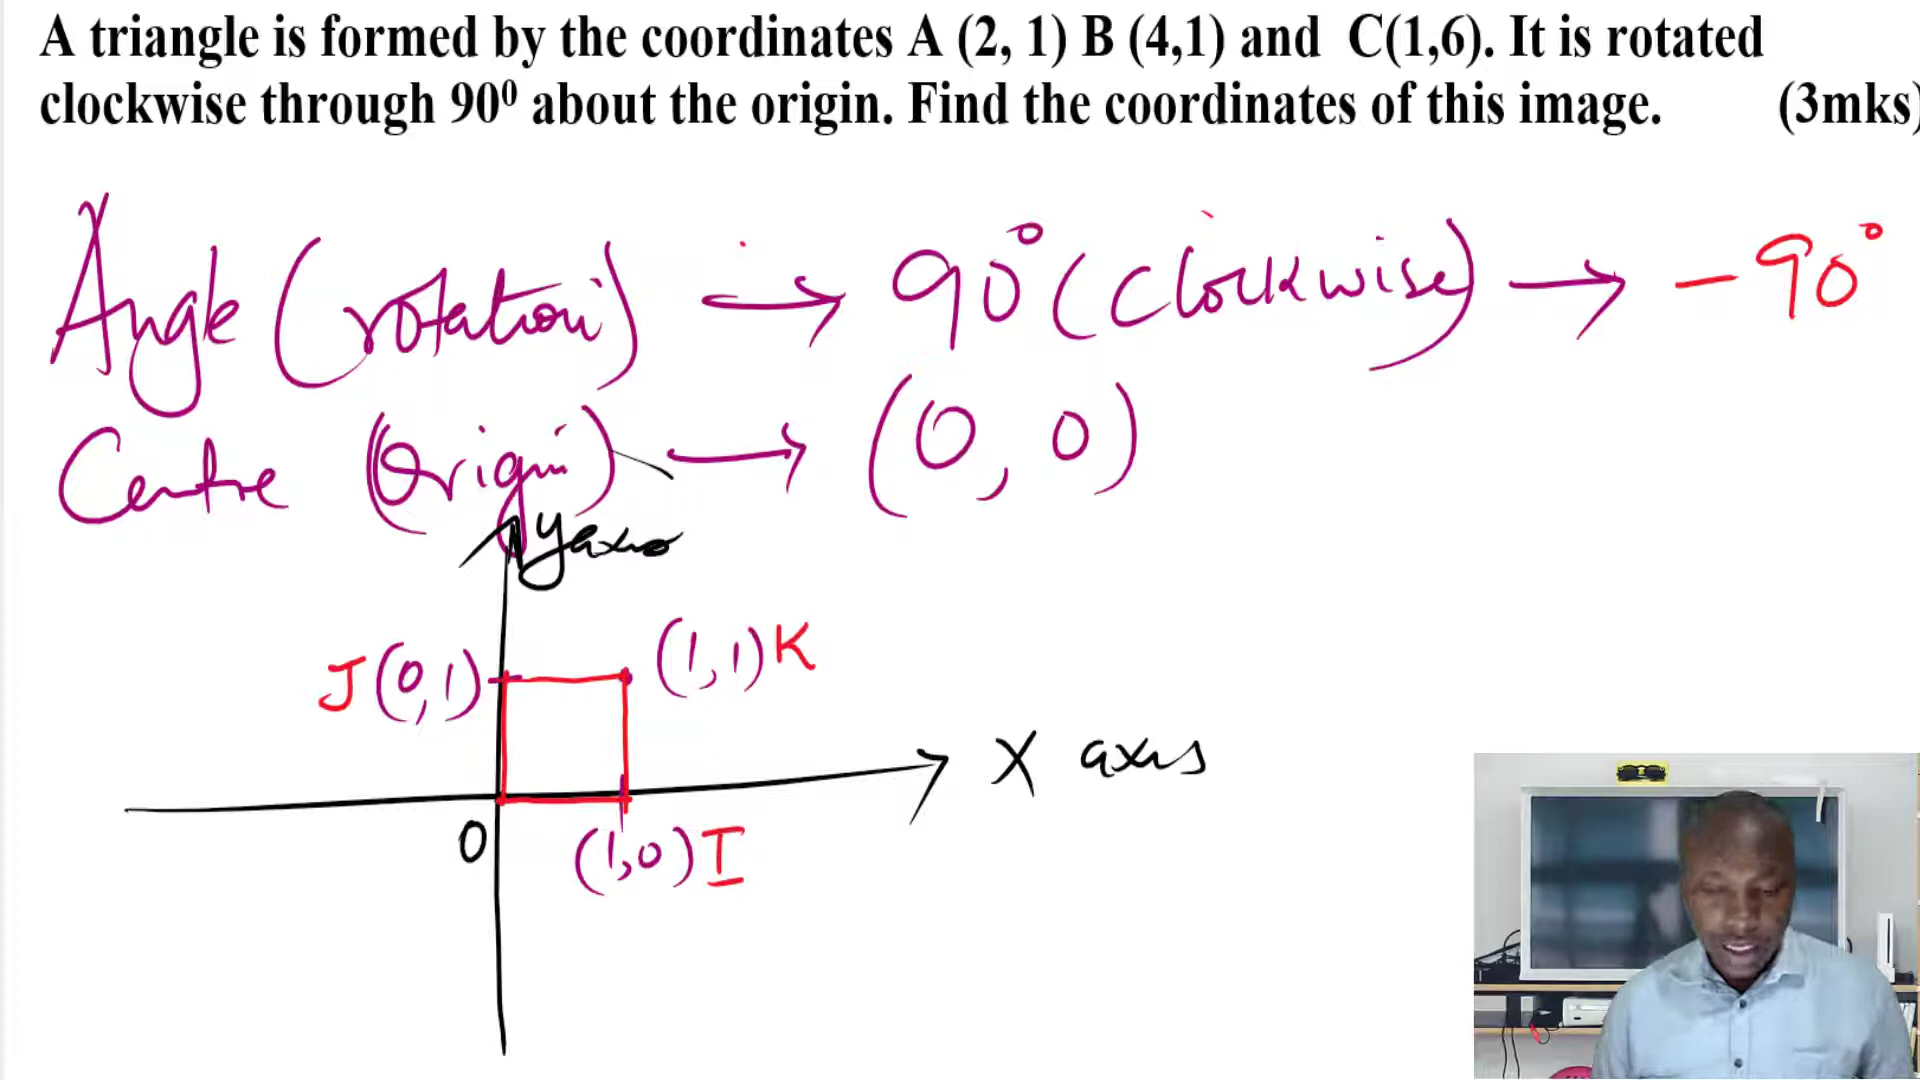 A triangle is formed by the coordinates A (2, 1) B (4,1) and C(1,6). It is rotated
clockwise through 90⁰ about the origin. Find the coordinates of this image. (3mks)
Angle (rotation) → 90° (Clockwise) → -90°
Centre (Origin) → (0, 0)
y axis
J (0,1) (1,1) K
X axis
0 (1,0) I